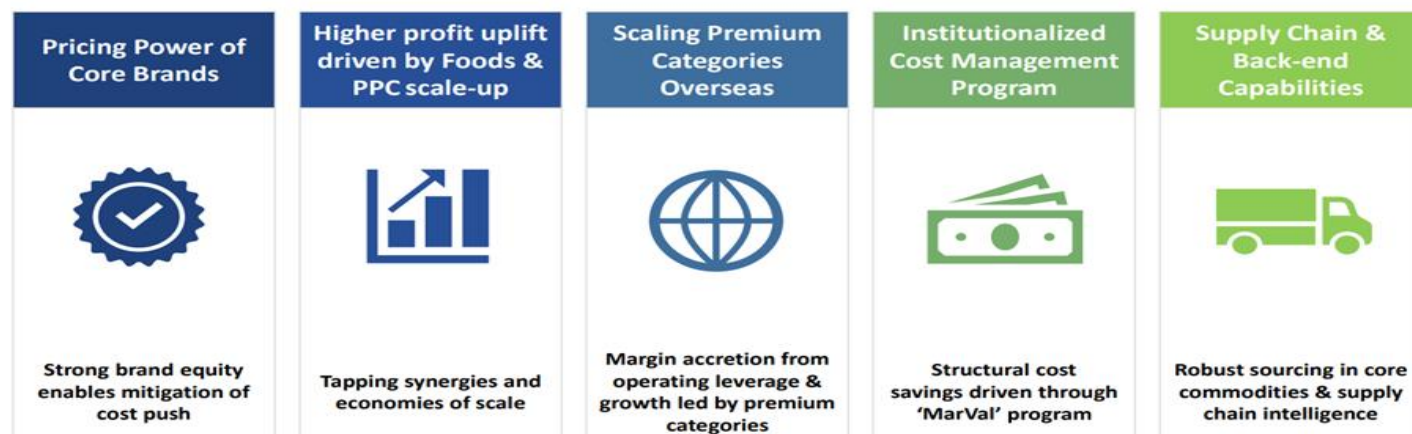 Pricing Power of
Core Brands
Strong brand equity
enables mitigation of
cost push
Higher profit uplift
driven by Foods &
PPC scale-up
Tapping synergies and
economies of scale
Scaling Premium
Categories
Overseas
Margin accretion from
operating leverage &
growth led by premium
categories
Institutionalized
Cost Management
Program
Structural cost
savings driven through
‘MarVal’ program
Supply Chain &
Back-end
Capabilities
Robust sourcing in core
commodities & supply
chain intelligence